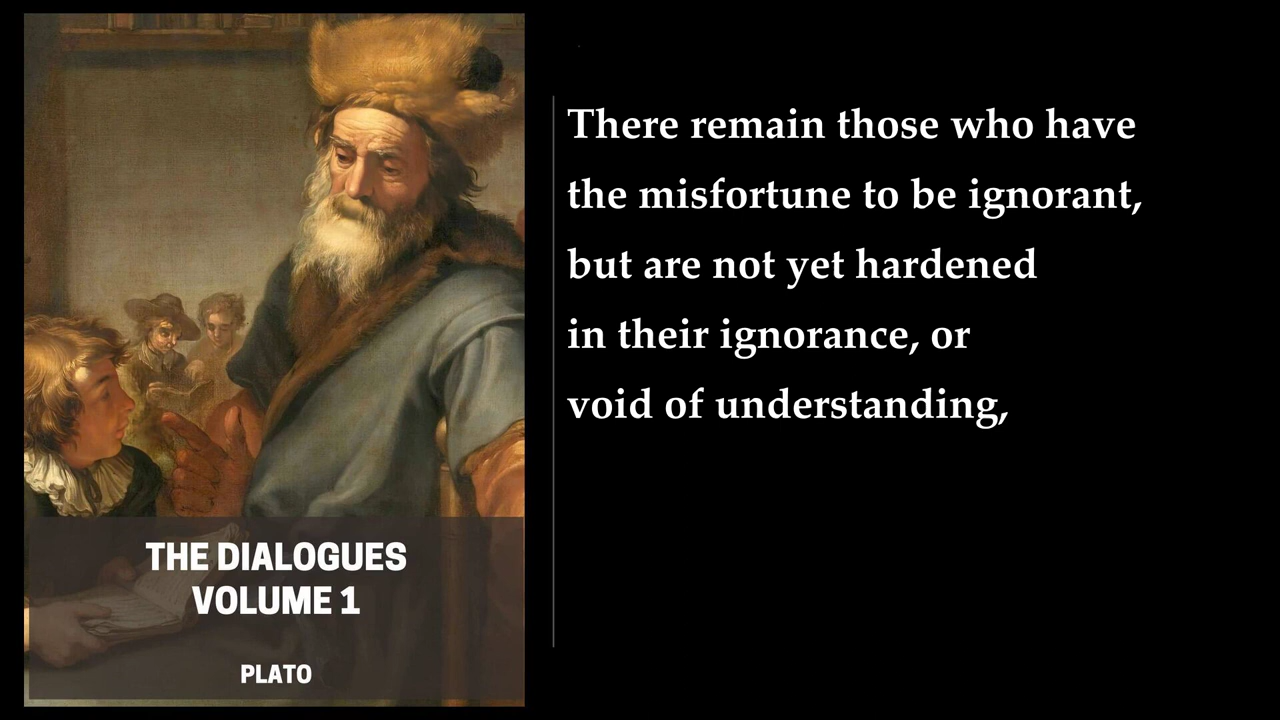 There remain those who have
the misfortune to be ignorant,
but are not yet hardened
in their ignorance, or
void of understanding,
THE DIALOGUES
VOLUME 1
PLATO